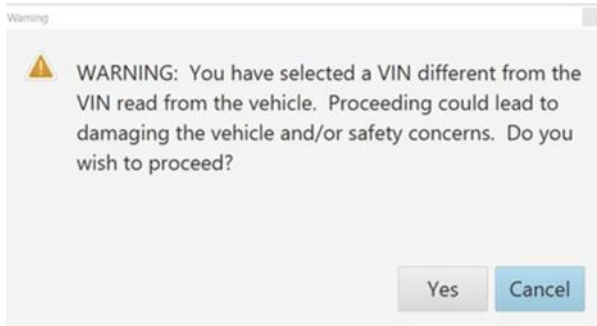 Warning
WARNING: You have selected a VIN different from the
VIN read from the vehicle. Proceeding could lead to
damaging the vehicle and/or safety concerns. Do you
wish to proceed?
Yes
Cancel